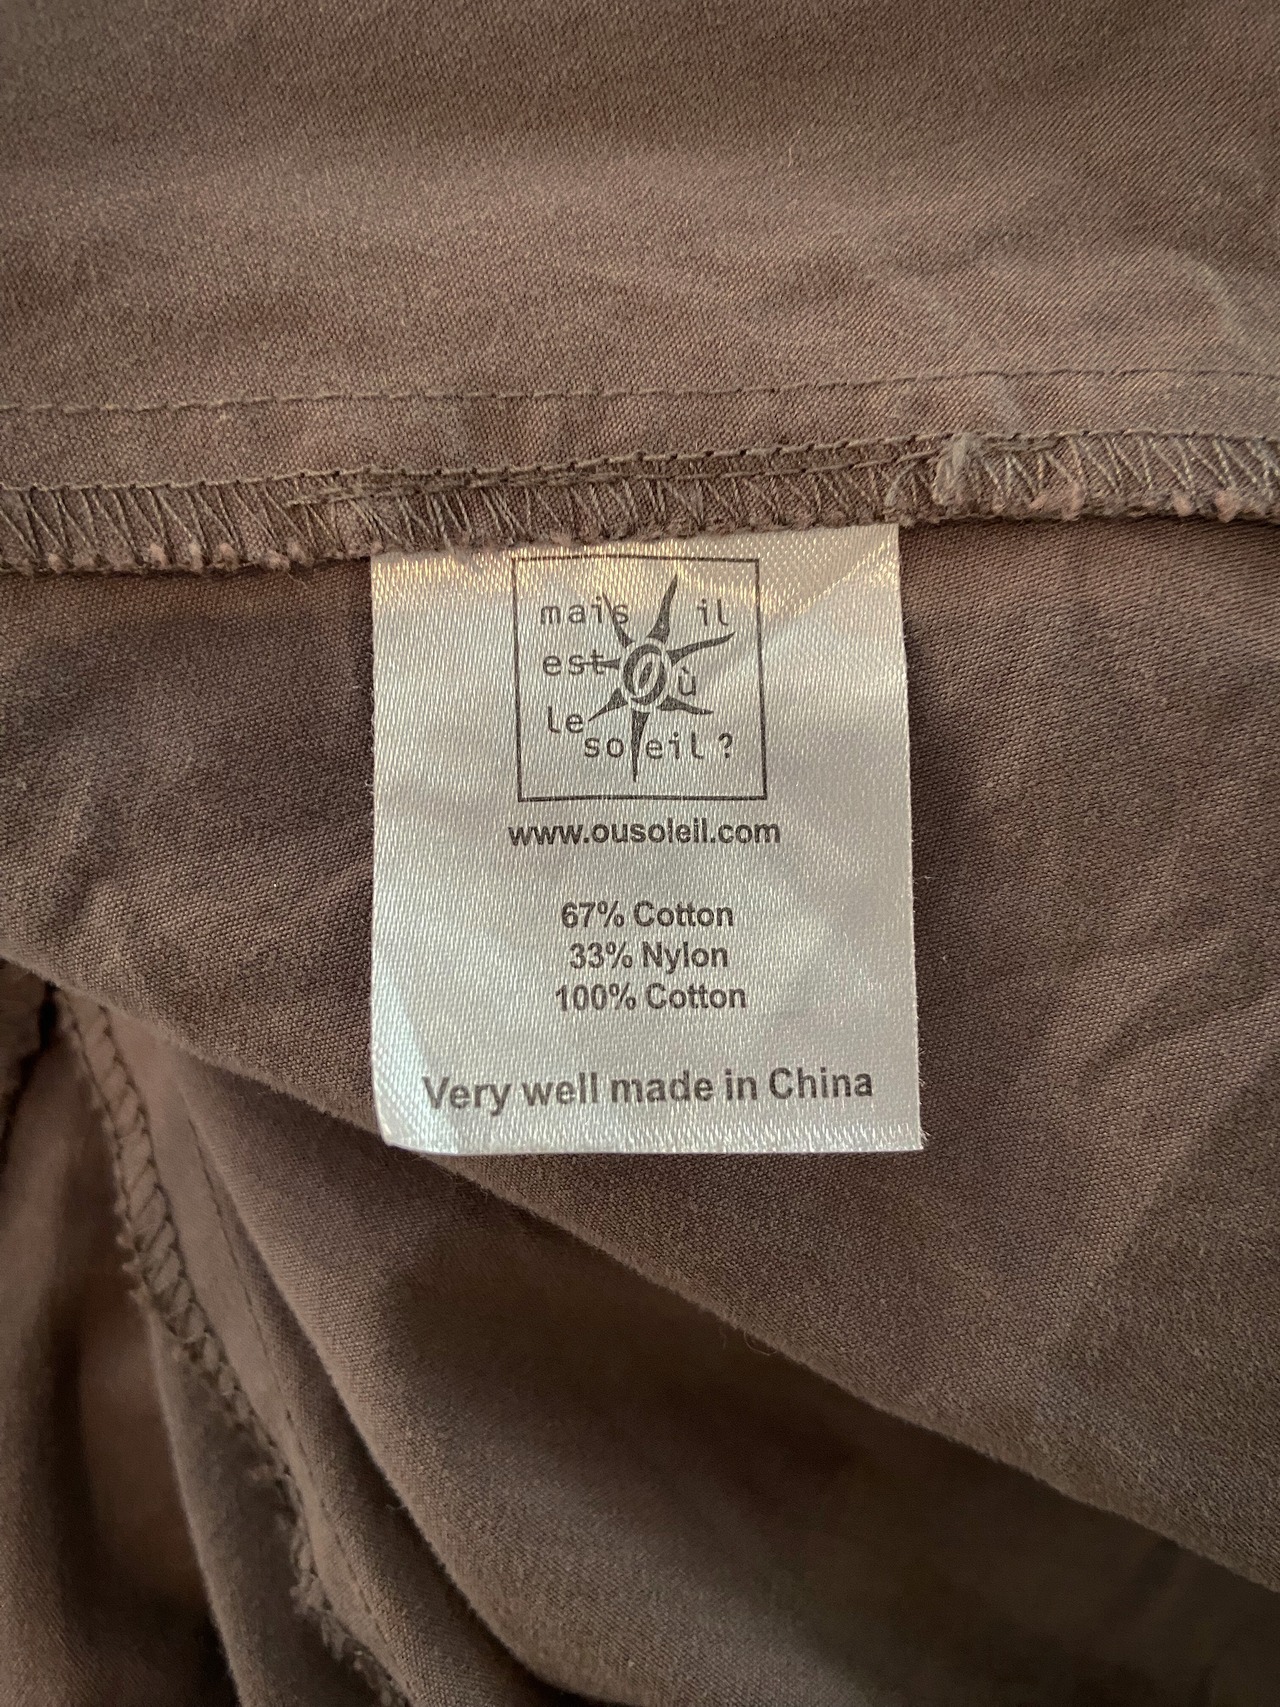 mais il
est où
le
soleil ?
www.ousoleil.com
67% Cotton
33% Nylon
100% Cotton
Very well made in China